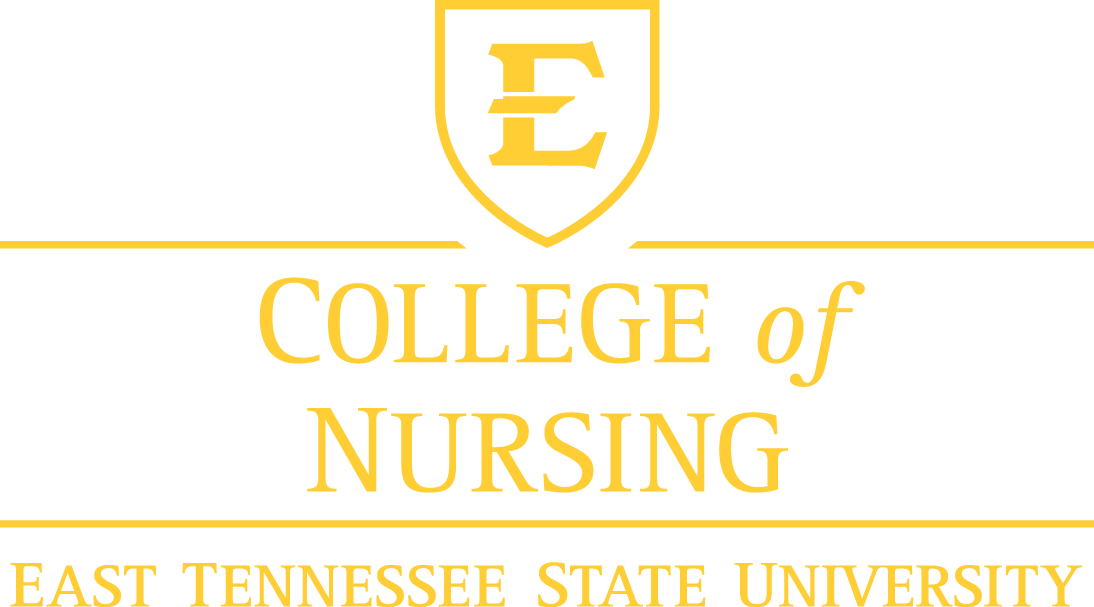 E
COLLEGE of
NURSING
EAST TENNESSEE STATE UNIVERSITY